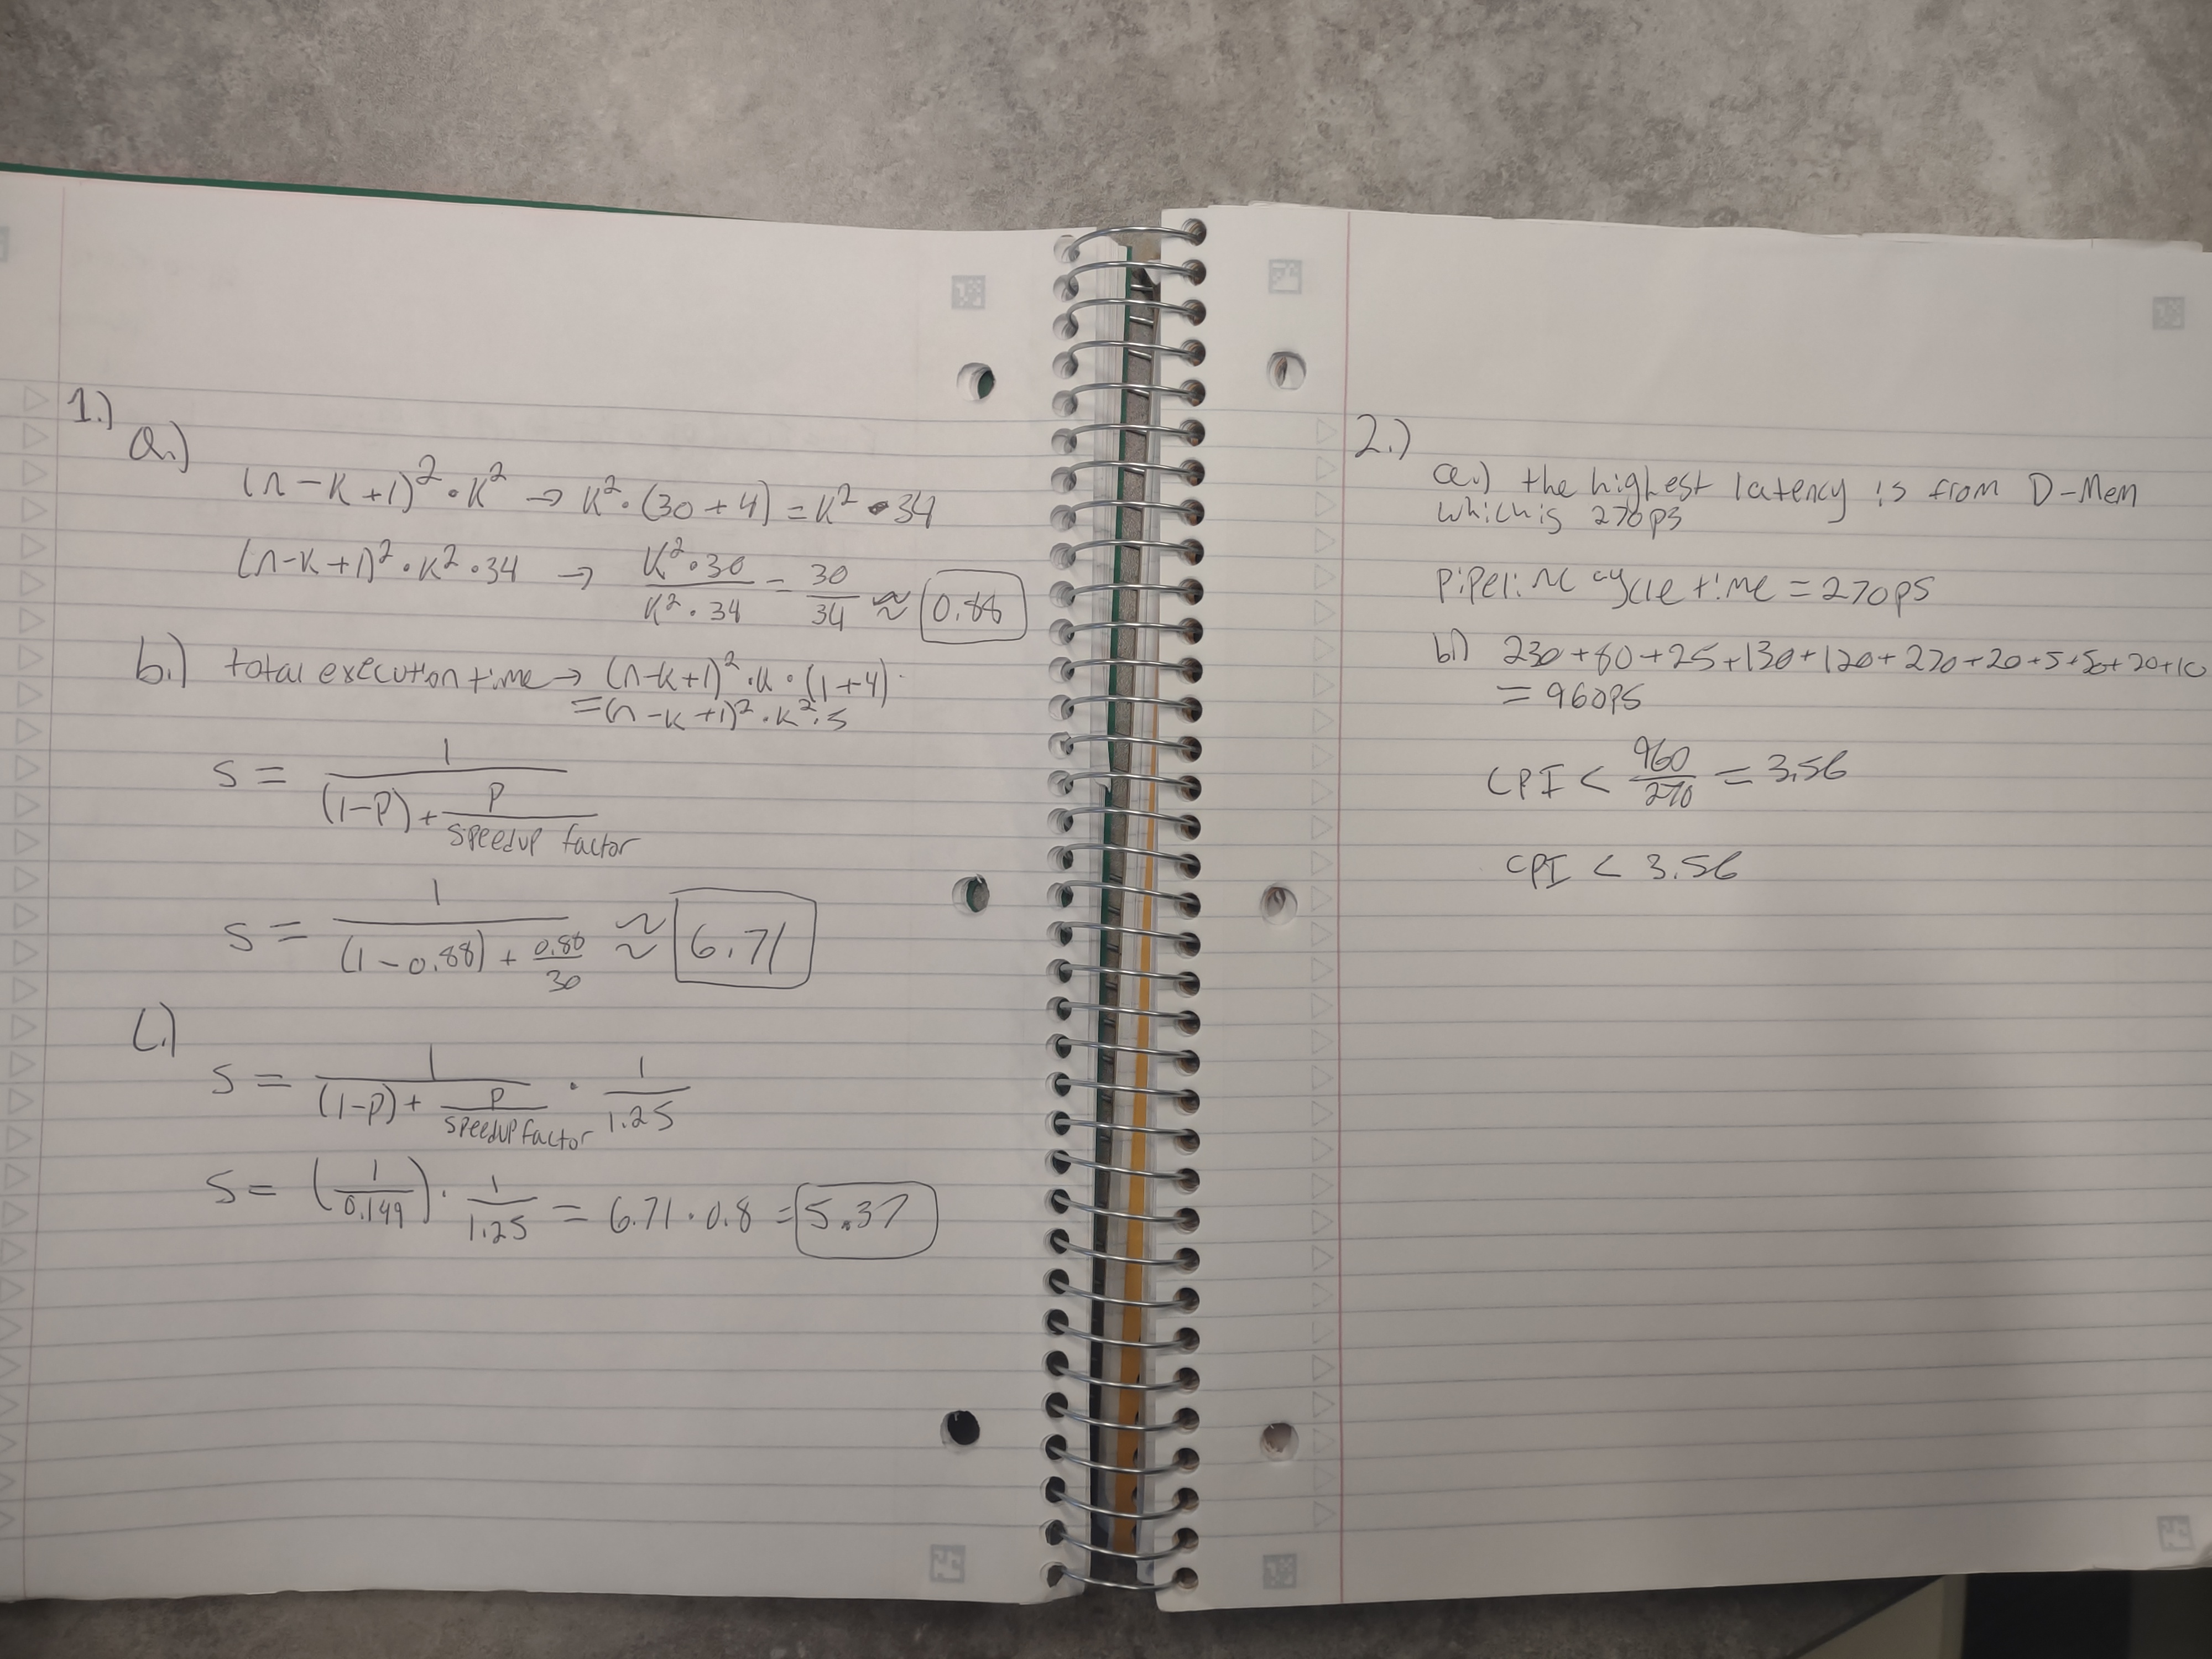 1.)
a.)
(n-k+1)²·k² → k²·(30+4) = k²·34
(n-k+1)²·k²·34 → k²·30 / k²·34 = 30/34 ≈ 0.88
b.) total execution time → (n-k+1)²·k·(1+4)
=(n-k+1)²·k²·5
S = 1 / (1-P) + P / speedup factor
S = 1 / (1-0.88) + 0.88 / 30 ≈ 6.71
c.)
S = 1 / (1-P) + P / speedup factor · 1 / 1.25
S = (1 / 0.149) · 1 / 1.25 = 6.71·0.8 = 5.37
2.)
a.) the highest latency is from D-Mem
which is 270ps
pipeline cycle time = 270ps
b.) 230+80+25+130+120+270+20+5+50+20+10
= 960ps
CPI < 960/270 = 3.56
CPI < 3.56